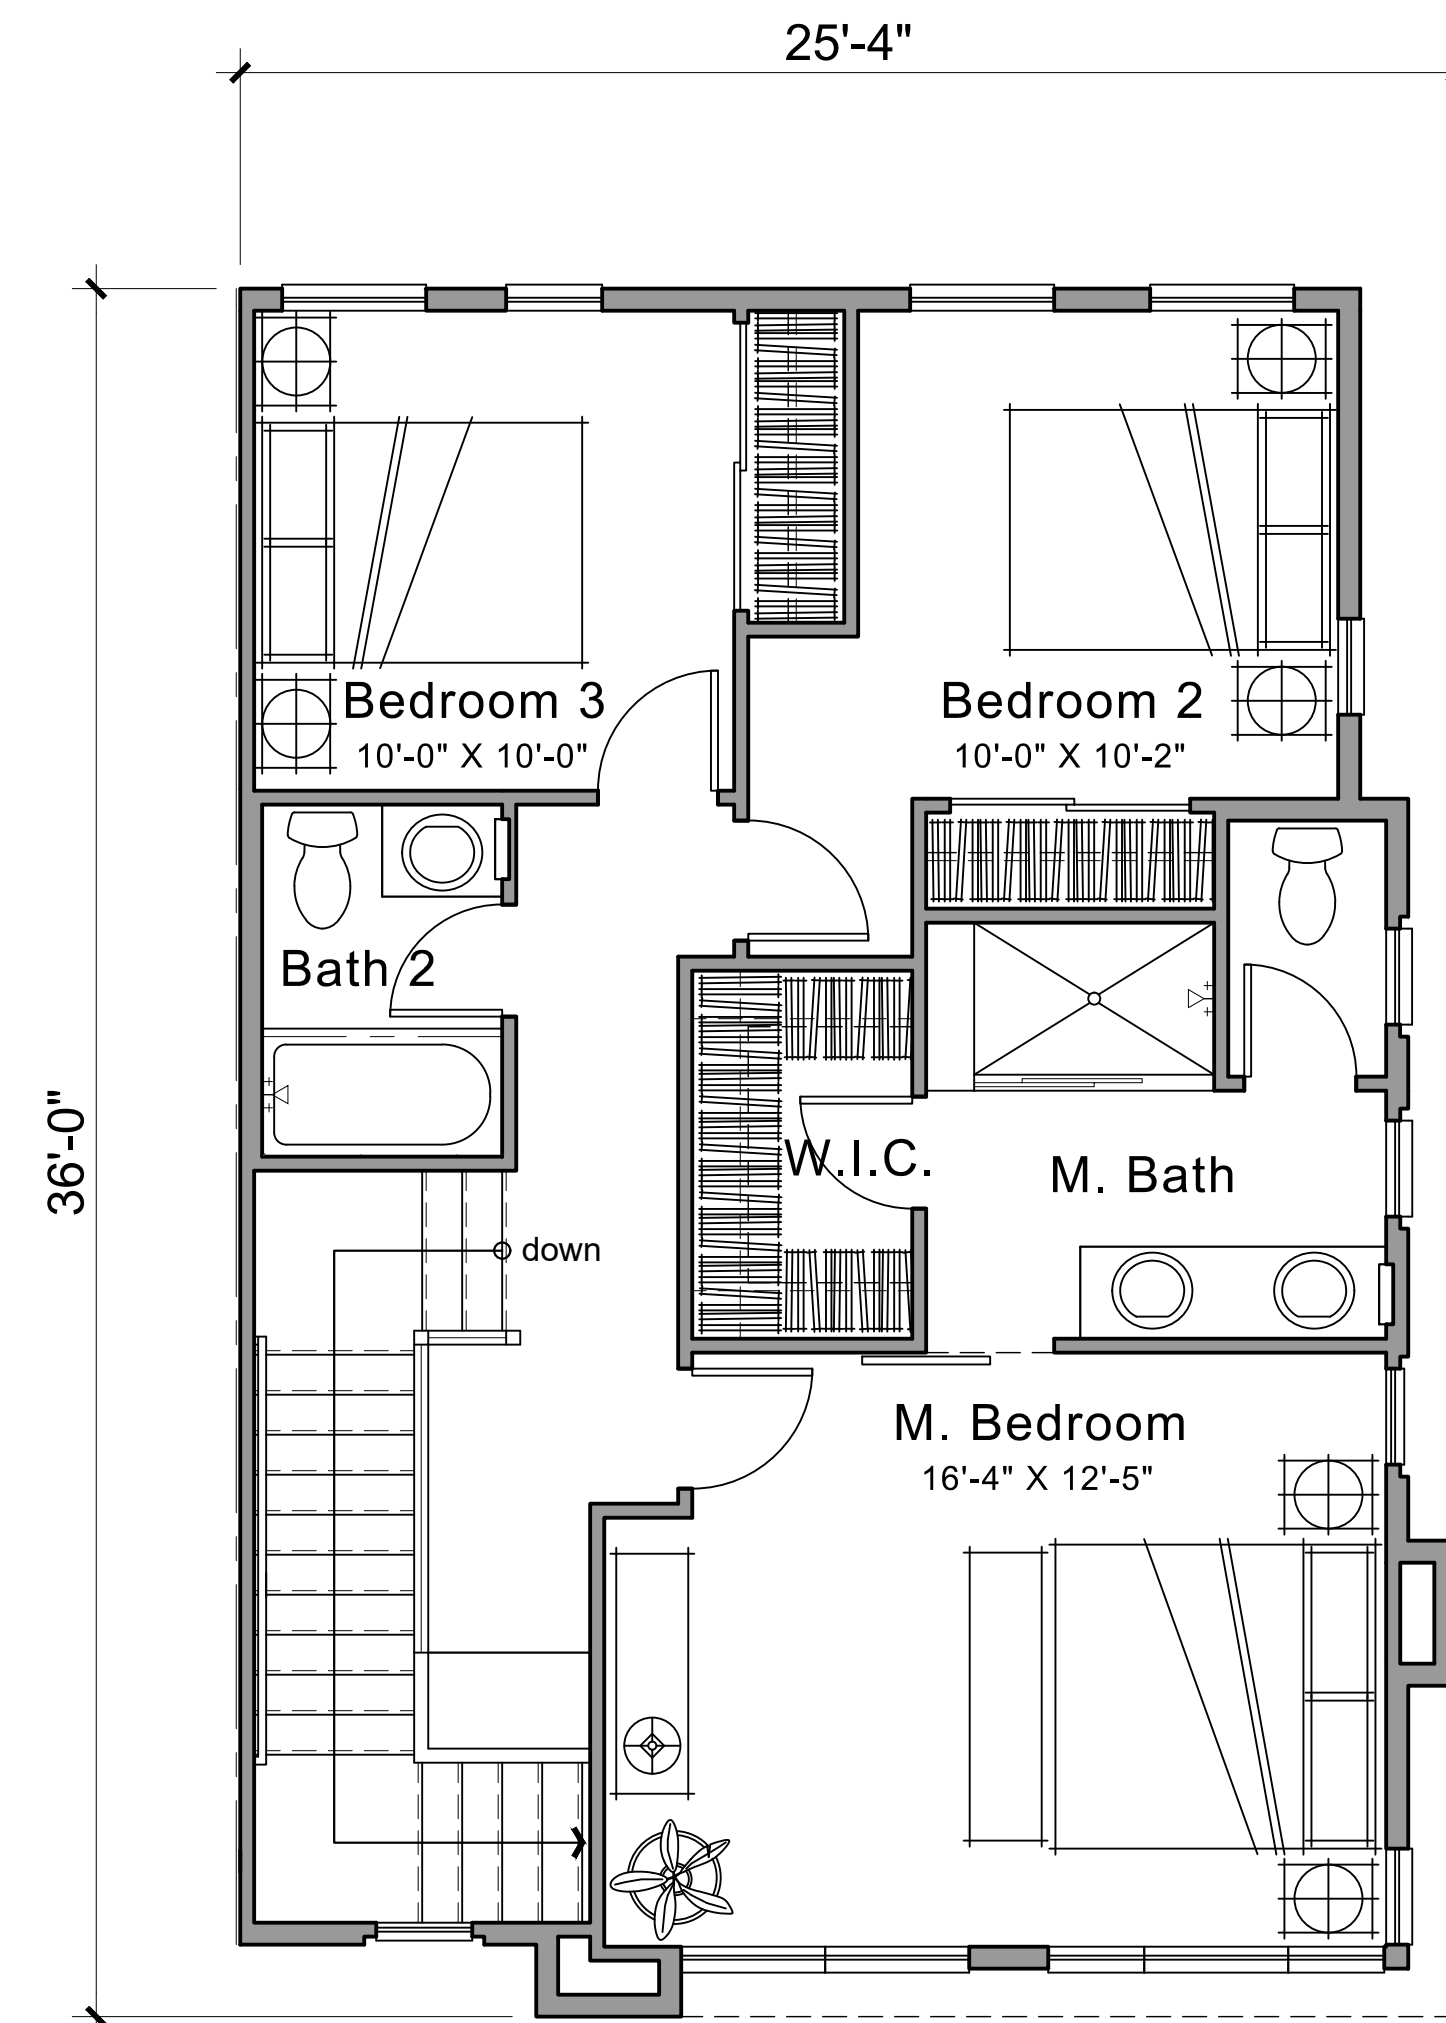 25'-4"
Bedroom 3
10'-0" X 10'-0"
Bedroom 2
10'-0" X 10'-2"
Bath 2
36'-0"
W.I.C.
M. Bath
down
M. Bedroom
16'-4" X 12'-5"